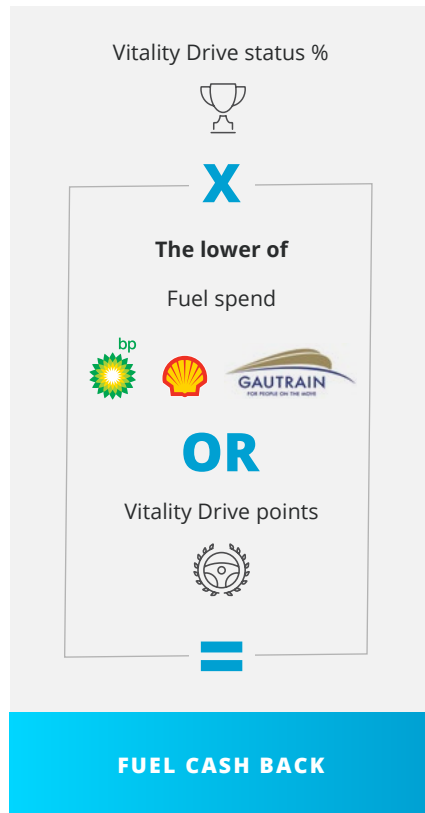 Vitality Drive status %
X
The lower of
Fuel spend
bp
GAUTRAIN
FOR PEOPLE ON THE MOVE
OR
Vitality Drive points
=
FUEL CASH BACK